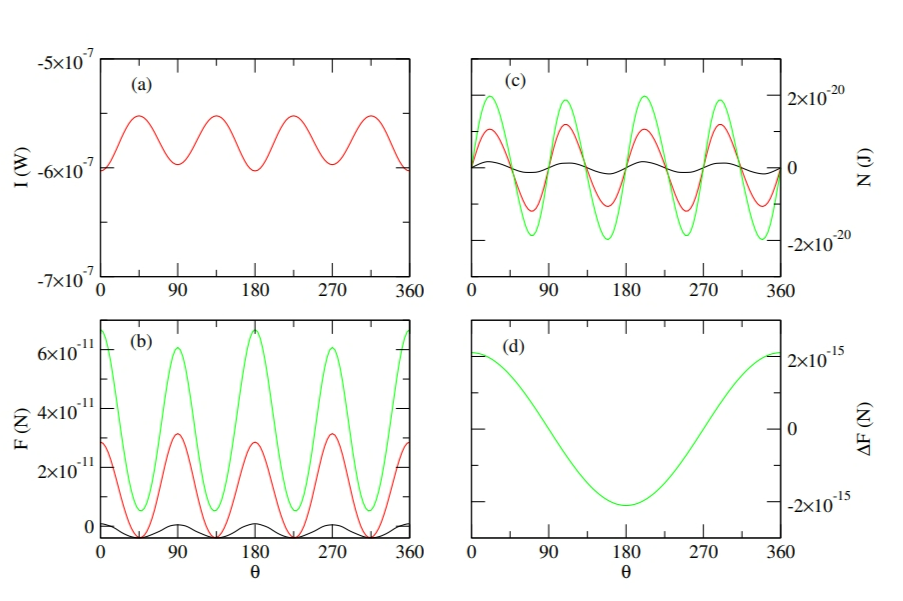 (a)
I (W)
-5×10^-7
-6×10^-7
-7×10^-7
0 90 180 270 360
(c)
N (J)
2×10^-20
0
-2×10^-20
0 90 180 270 360
(b)
F (N)
6×10^-11
4×10^-11
2×10^-11
0
0 90 180 270 360
θ
(d)
ΔF (N)
2×10^-15
0
-2×10^-15
0 90 180 270 360
θ